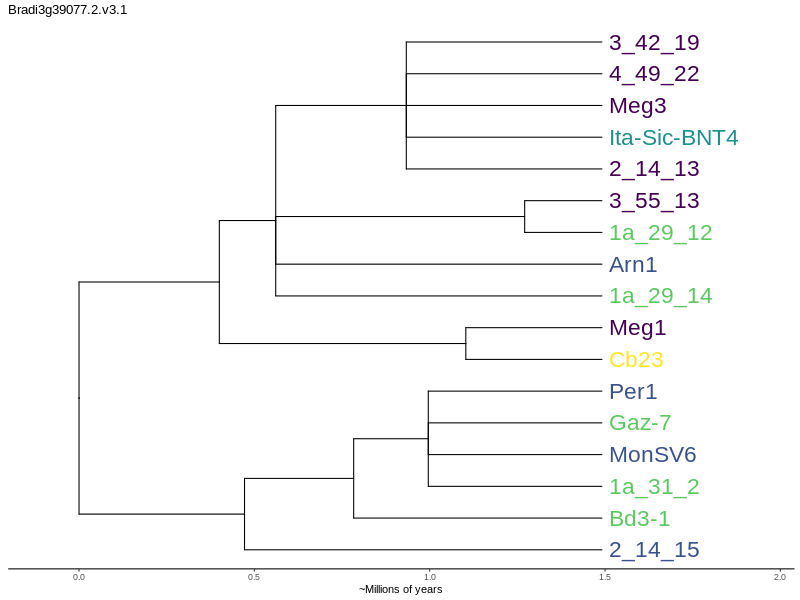 Bradi3g39077.2.v3.1
3_42_19
4_49_22
Meg3
Ita-Sic-BNT4
2_14_13
3_55_13
1a_29_12
Arn1
1a_29_14
Meg1
Cb23
Per1
Gaz-7
MonSV6
1a_31_2
Bd3-1
2_14_15
0.0 0.5 1.0 1.5 2.0
~Millions of years